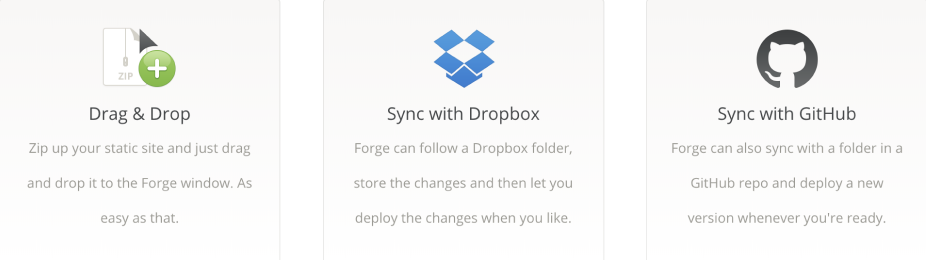 ZIP
Drag & Drop
Zip up your static site and just drag
and drop it to the Forge window. As
easy as that.
Sync with Dropbox
Forge can follow a Dropbox folder,
store the changes and then let you
deploy the changes when you like.
Sync with GitHub
Forge can also sync with a folder in a
GitHub repo and deploy a new
version whenever you're ready.